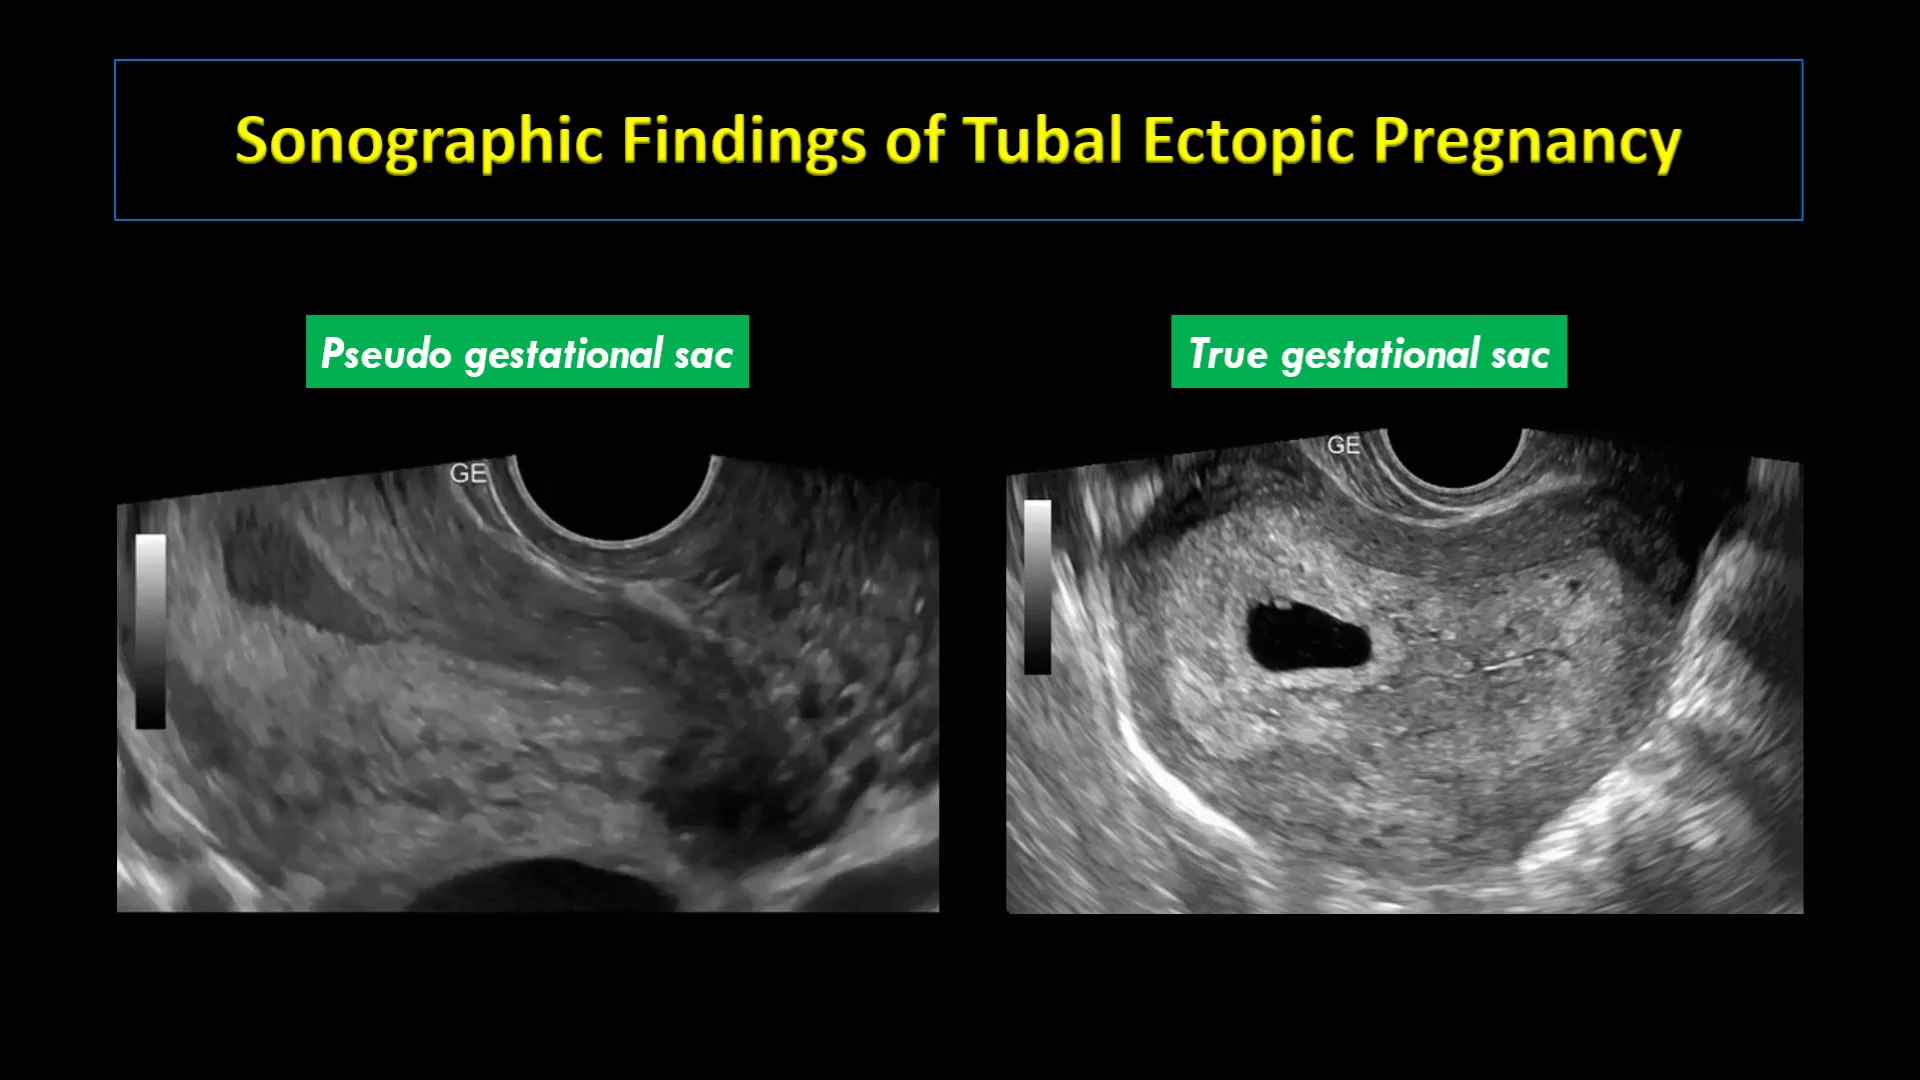 Sonographic Findings of Tubal Ectopic Pregnancy
Pseudo gestational sac
True gestational sac
GE
GE